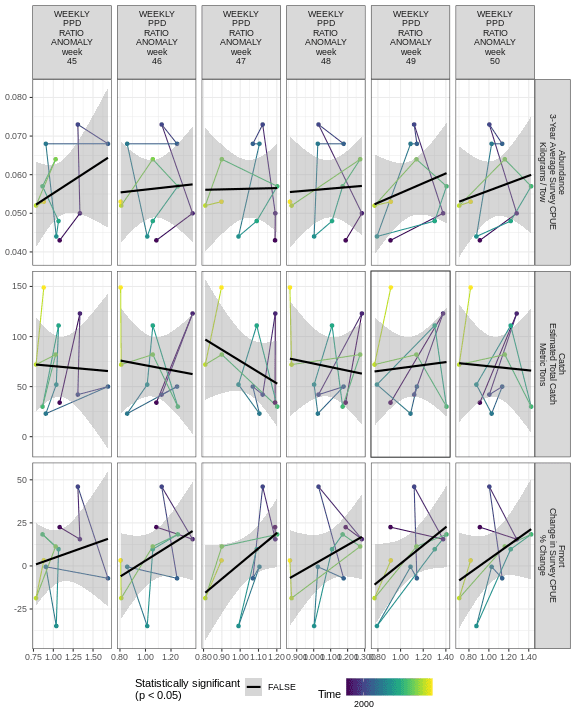 WEEKLY PPD RATIO ANOMALY week 45
WEEKLY PPD RATIO ANOMALY week 46
WEEKLY PPD RATIO ANOMALY week 47
WEEKLY PPD RATIO ANOMALY week 48
WEEKLY PPD RATIO ANOMALY week 49
WEEKLY PPD RATIO ANOMALY week 50
0.080
0.070
0.060
0.050
0.040
Abundance
3-Year Average Survey CPUE
Kilograms / Tow
150
100
50
0
Catch
Estimated Total Catch
Metric Tons
50
25
0
-25
Fmort
Change in Survey CPUE
% Change
0.75 1.00 1.25 1.50
0.80 1.00 1.20
0.80 0.90 1.00 1.10 1.20
0.80 1.00 1.20 1.40
0.80 1.00 1.20 1.40
Statistically significant
(p < 0.05)
FALSE
Time
2000